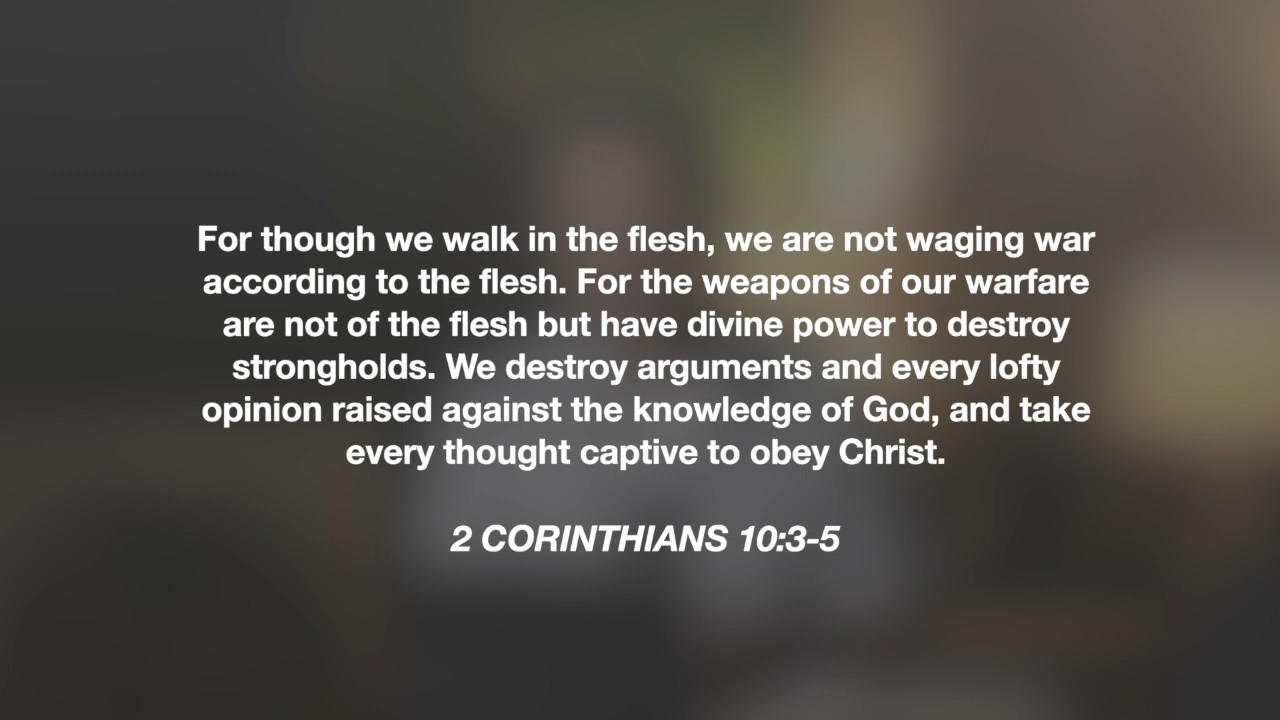 For though we walk in the flesh, we are not waging war
according to the flesh. For the weapons of our warfare
are not of the flesh but have divine power to destroy
strongholds. We destroy arguments and every lofty
opinion raised against the knowledge of God, and take
every thought captive to obey Christ.
2 CORINTHIANS 10:3-5